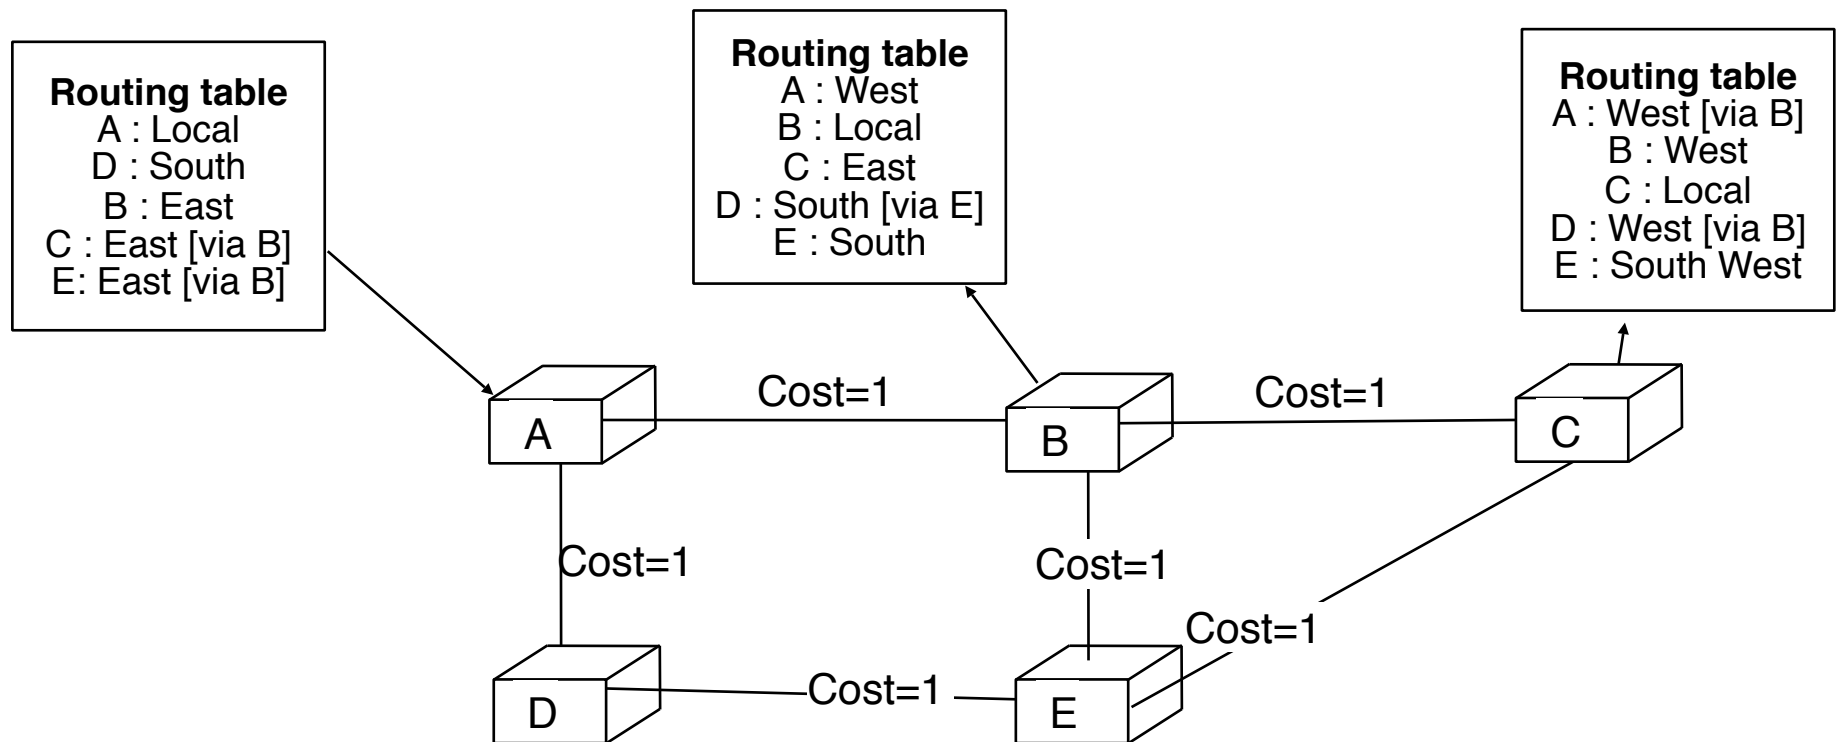 Routing table
A : Local
D : South
B : East
C : East [via B]
E: East [via B]
Routing table
A : West
B : Local
C : East
D : South [via E]
E : South
Routing table
A : West [via B]
B : West
C : Local
D : West [via B]
E : South West
Cost=1
Cost=1
A
B
C
Cost=1
Cost=1
Cost=1
Cost=1
D
E